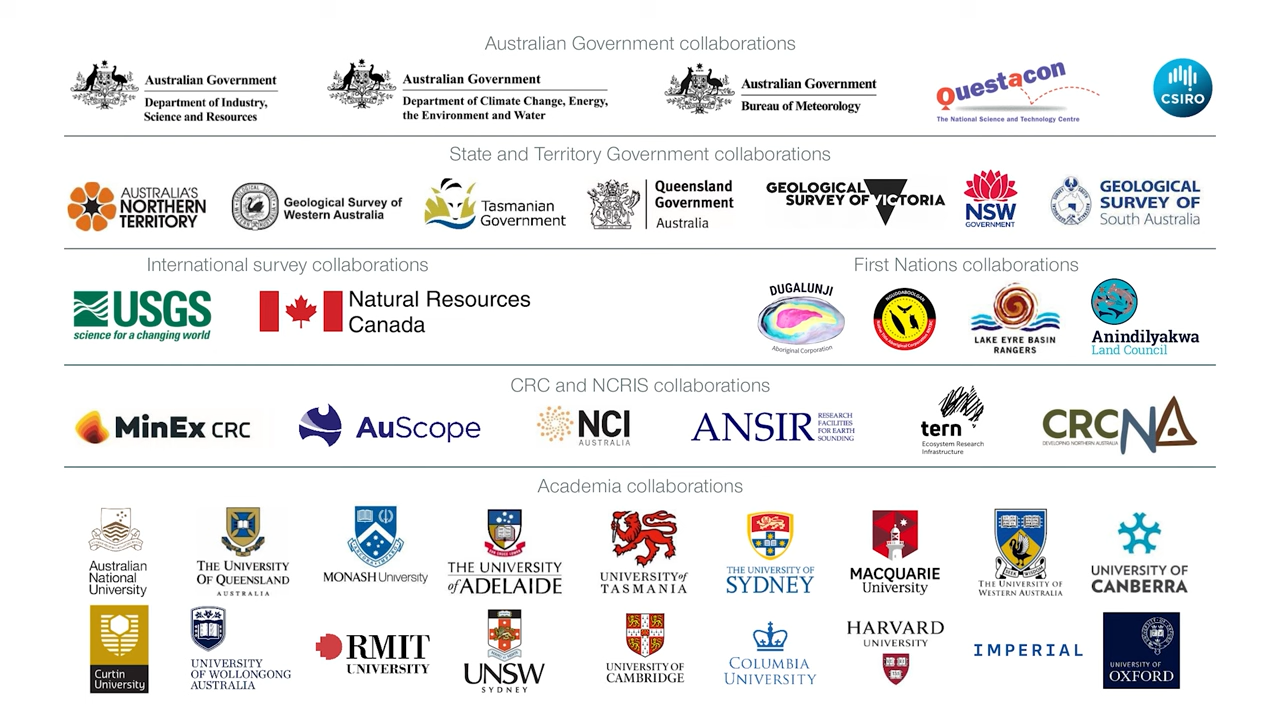 Australian Government collaborations
Australian Government
Department of Industry,
Science and Resources
Australian Government
Department of Climate Change, Energy,
the Environment and Water
Australian Government
Bureau of Meteorology
Questacon
The National Science and Technology Centre
CSIRO
State and Territory Government collaborations
AUSTRALIA'S
NORTHERN
TERRITORY
Geological Survey of
Western Australia
Tasmanian
Government
Queensland
Government
Australia
GEOLOGICAL
SURVEY OF VICTORIA
NSW
GOVERNMENT
GEOLOGICAL
SURVEY OF
South Australia
International survey collaborations
USGS
science for a changing world
Natural Resources
Canada
First Nations collaborations
DUGALUNJI
Aboriginal Corporation
LAKE EYRE BASIN
RANGERS
Anindilyakwa
Land Council
CRC and NCRIS collaborations
MinEx CRC
AuScope
NCI
AUSTRALIA
ANSIR
RESEARCH
FACILITIES
FOR EARTH
SOUNDING
tern
Ecosystem Research
Infrastructure
CRCNA
DEVELOPING NORTHERN AUSTRALIA
Academia collaborations
Australian
National
University
THE UNIVERSITY
OF QUEENSLAND
AUSTRALIA
MONASH University
THE UNIVERSITY
of ADELAIDE
UNIVERSITY of
TASMANIA
THE UNIVERSITY OF
SYDNEY
MACQUARIE
University
THE UNIVERSITY OF
WESTERN AUSTRALIA
UNIVERSITY OF
CANBERRA
Curtin
University
UNIVERSITY
OF WOLLONGONG
AUSTRALIA
RMIT
UNIVERSITY
UNSW
SYDNEY
UNIVERSITY OF
CAMBRIDGE
COLUMBIA
UNIVERSITY
HARVARD
UNIVERSITY
IMPERIAL
UNIVERSITY OF
OXFORD